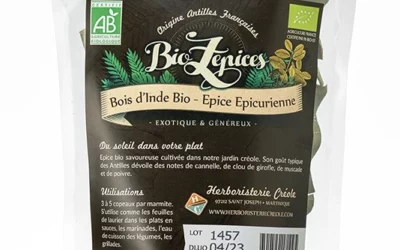 CERTIFIÉ
AB
AGRICULTURE
BIOLOGIQUE
Origine Antilles Françaises
BioZépices
Bois d'Inde Bio - Epice Epicurienne
- EXOTIQUE & GÉNÉREUX -
Du soleil dans votre plat
Epice bio savoureuse cultivée dans notre jardin créole. Son goût typique
des Antilles dévoile des notes de cannelle, de clou de girofle, de muscade
et de poivre.
Utilisations
3 à 5 copeaux par marmite.
S'utilise comme les feuilles
de laurier dans les plats en
sauces, les marinades, l'eau
de cuisson des légumes, les
grillades.
Herboristerie Créole
97212 SAINT JOSEPH - MARTINIQUE
WWW.HERBORISTERIECREOLE.COM
LOT 1457
DLUO 04/23